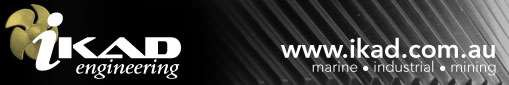 iKAD
engineering
www.ikad.com.au
marine • industrial • mining